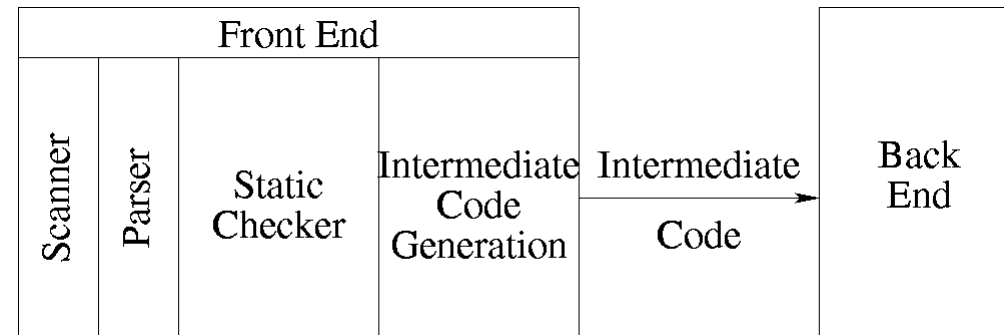 Front End
Scanner
Parser
Static
Checker
Intermediate
Code
Generation
Intermediate
Code
Back
End